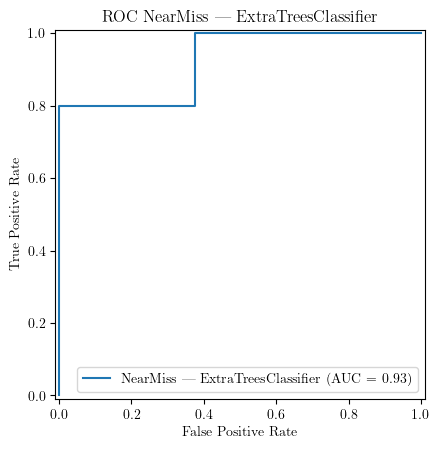 ROC NearMiss — ExtraTreesClassifier
1.0
0.8
0.6
0.4
0.2
0.0
True Positive Rate
NearMiss — ExtraTreesClassifier (AUC = 0.93)
0.0 0.2 0.4 0.6 0.8 1.0
False Positive Rate